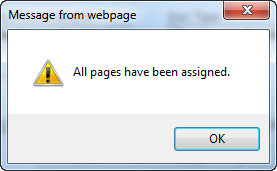 Message from webpage
All pages have been assigned.
OK